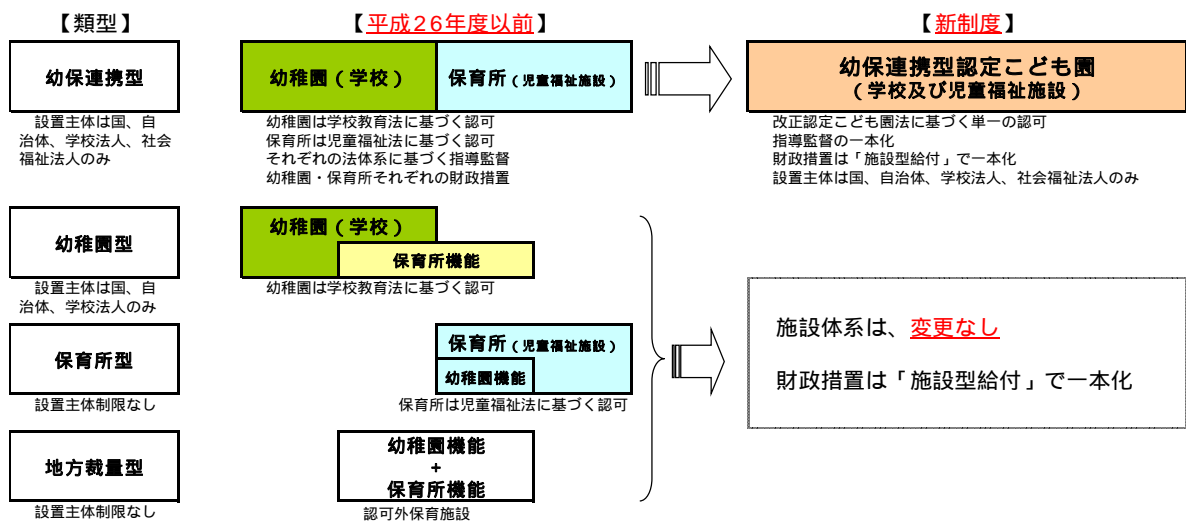 【類型】
【平成26年度以前】
【新制度】
幼保連携型
幼稚園（学校）
保育所（児童福祉施設）
幼保連携型認定こども園
（学校及び児童福祉施設）
設置主体は国、自
治体、学校法人、社会
福祉法人のみ
幼稚園は学校教育法に基づく認可
保育所は児童福祉法に基づく認可
それぞれの法体系に基づく指導監督
幼稚園・保育所それぞれの財政措置
改正認定こども園法に基づく単一の認可
指導監督の一本化
財政措置は「施設型給付」で一本化
設置主体は国、自治体、学校法人、社会福祉法人のみ
幼稚園型
幼稚園（学校）
保育所機能
設置主体は国、自
治体、学校法人のみ
幼稚園は学校教育法に基づく認可
保育所型
保育所（児童福祉施設）
幼稚園機能
設置主体制限なし
保育所は児童福祉法に基づく認可
地方裁量型
幼稚園機能
+
保育所機能
設置主体制限なし
認可外保育施設
施設体系は、変更なし
財政措置は「施設型給付」で一本化